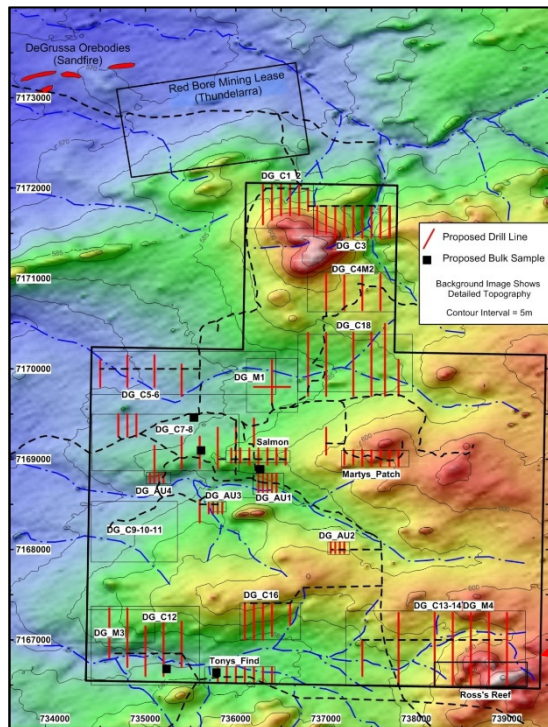 DeGrussa Orebodies
(Sandfire)
Red Bore Mining Lease
(Thundelarra)
7173000
DG_C1_2
7172000
DG_C3
Proposed Drill Line
Proposed Bulk Sample
Background Image Shows
Detailed Topography
Contour Interval = 5m
7171000
DG_C4M2
DG_C18
7170000
DG_M1
DG_C5-6
DG_C7-8
Salmon
Martys_Patch
7169000
DG_AU4
DG_AU3
DG_AU1
DG_C9-10-11
DG_AU2
7168000
600
DG_C16
DG_C13-14
DG_M4
DG_C12
DG_M3
7167000
Tonys_Find
Ross's Reef
734000
735000
736000
737000
738000
739000